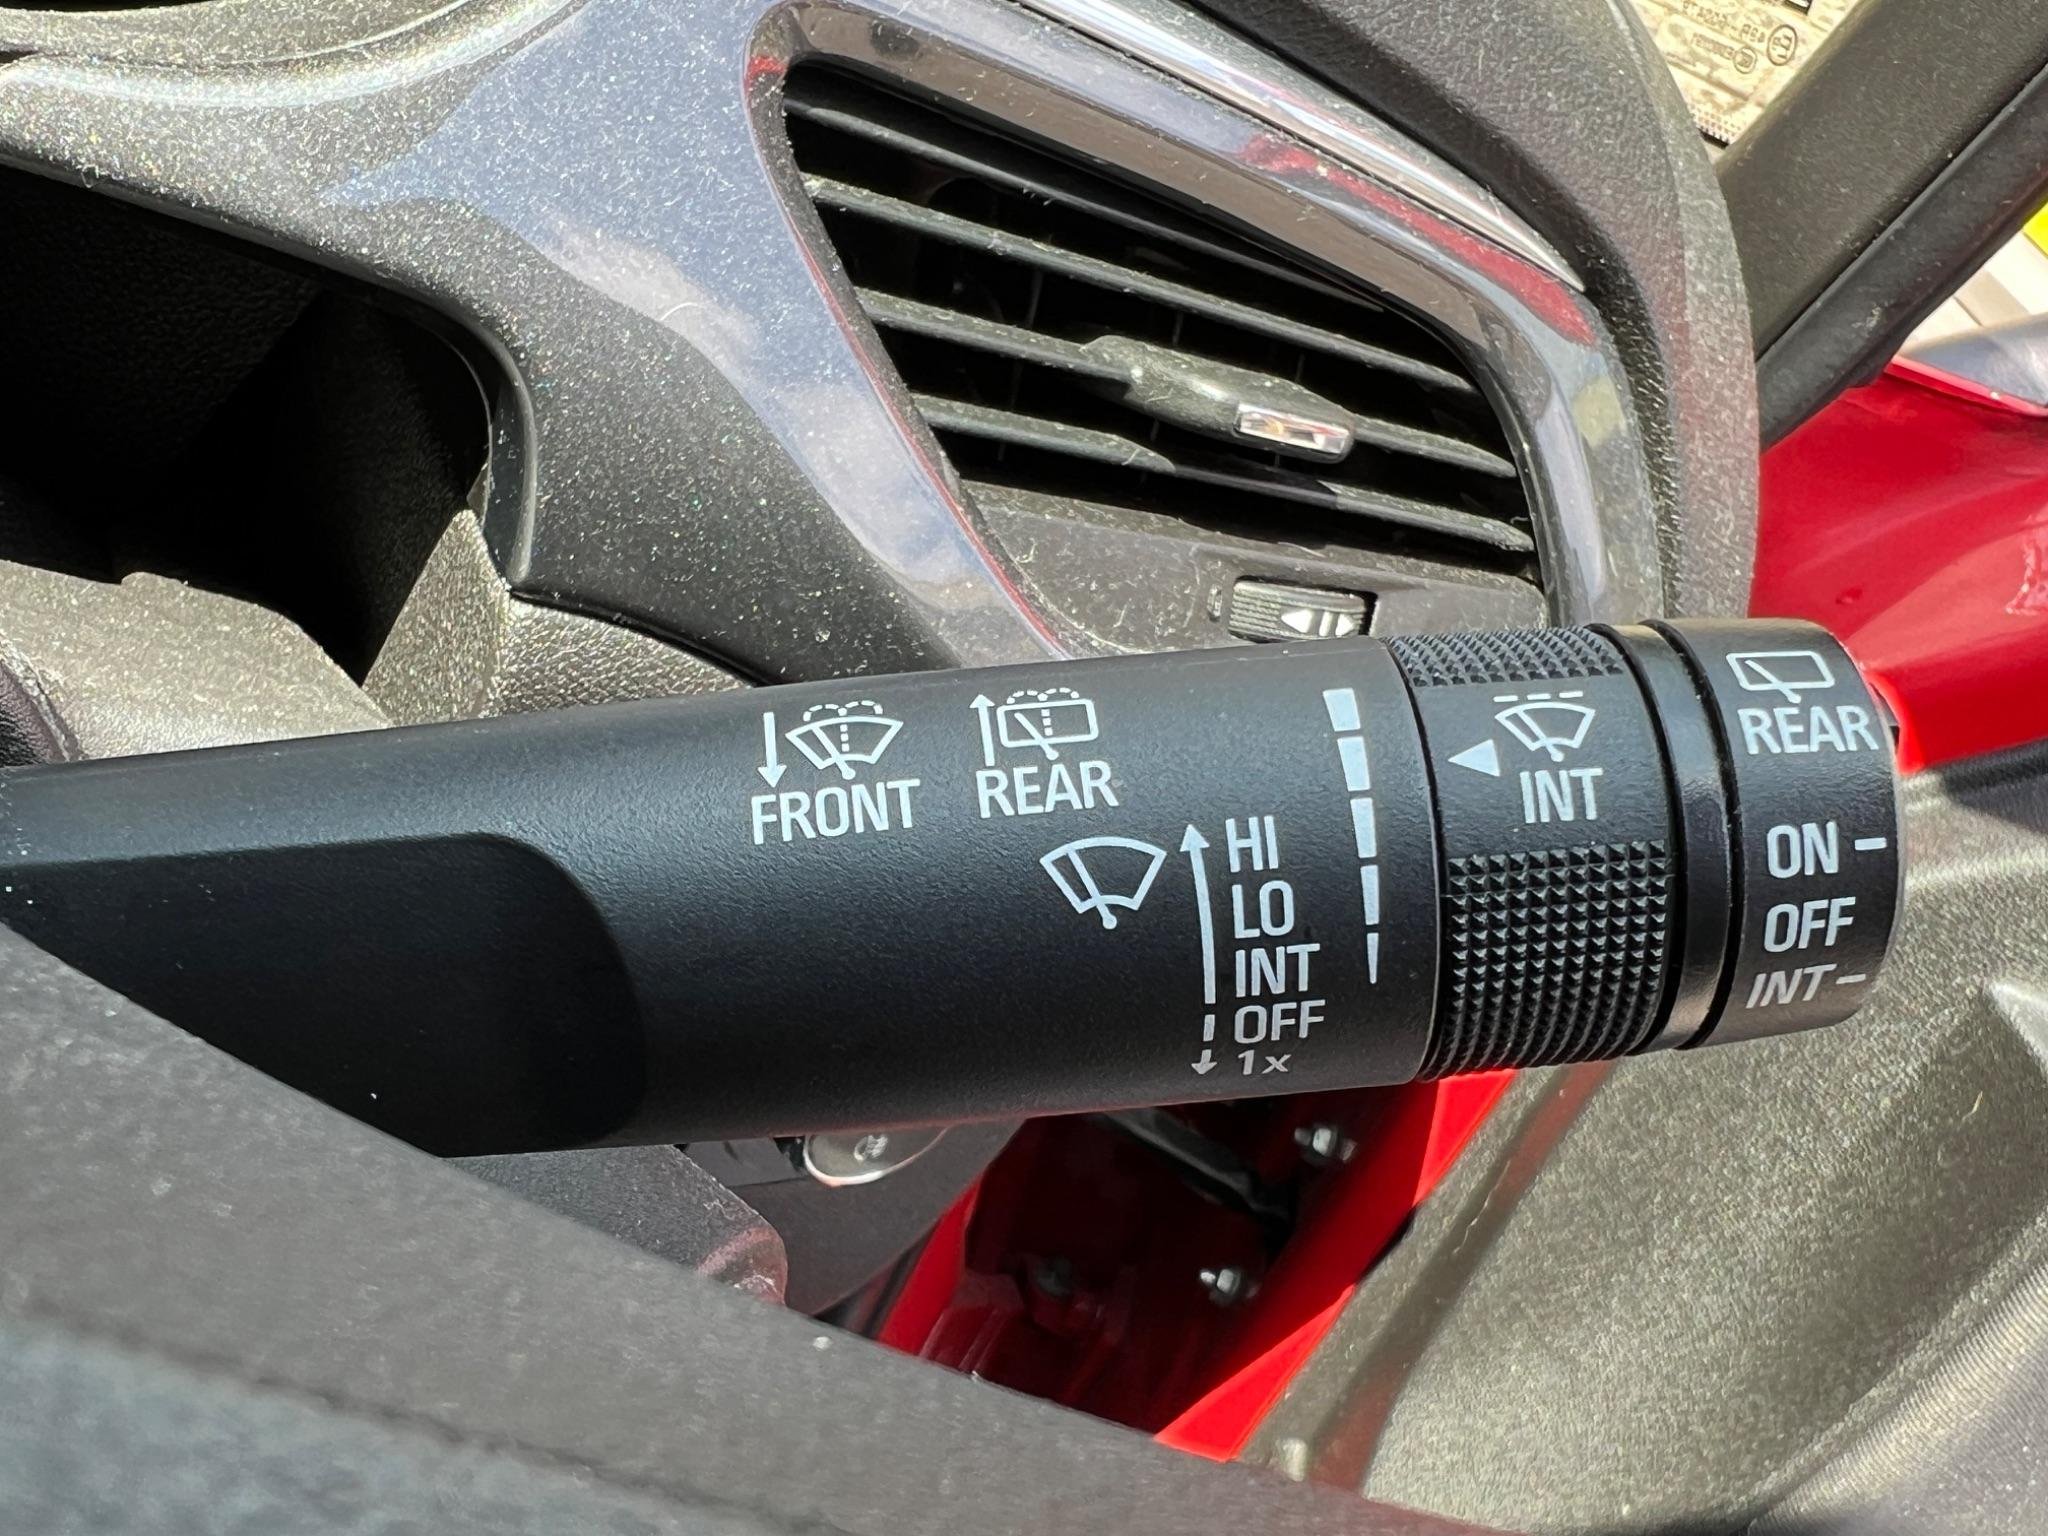 FRONT
REAR
HI
LO
INT
OFF
1x
INT
REAR
ON
OFF
INT